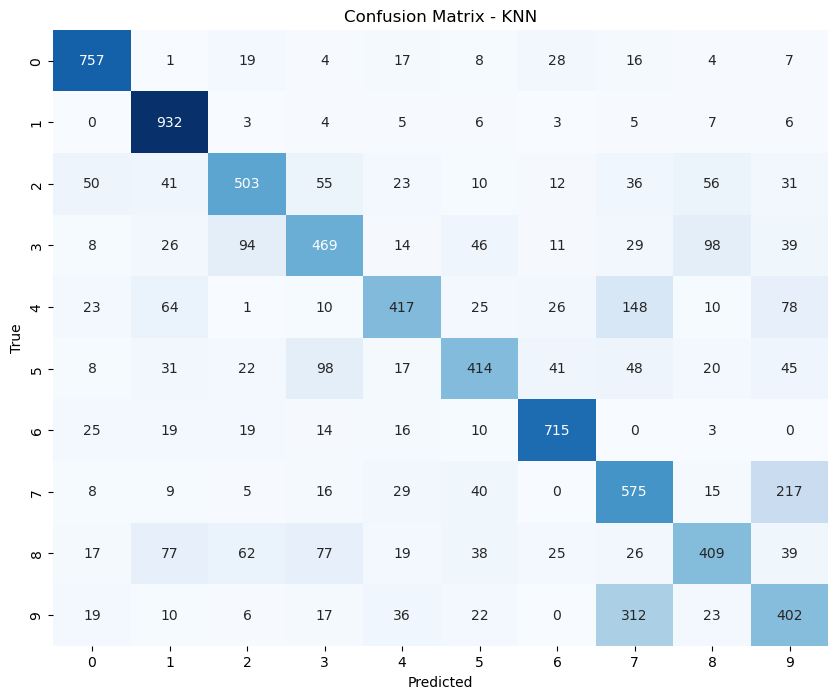 Confusion Matrix - KNN
0 757 1 19 4 17 8 28 16 4 7
1 0 932 3 4 5 6 3 5 7 6
2 50 41 503 55 23 10 12 36 56 31
3 8 26 94 469 14 46 11 29 98 39
4 23 64 1 10 417 25 26 148 10 78
5 8 31 22 98 17 414 41 48 20 45
6 25 19 19 14 16 10 715 0 3 0
7 8 9 5 16 29 40 0 575 15 217
8 17 77 62 77 19 38 25 26 409 39
9 19 10 6 17 36 22 0 312 23 402
0 1 2 3 4 5 6 7 8 9
Predicted
True